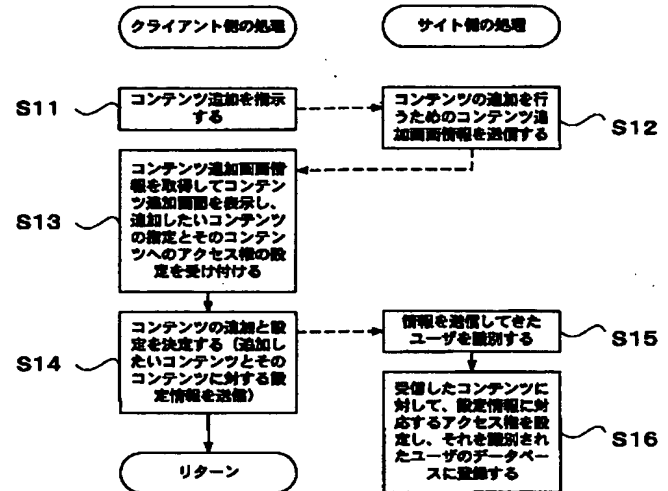 クライアント側の処理
サイト側の処理
S11
コンテンツ追加を指示
する
コンテンツの追加を行
うためのコンテンツ追
加画面情報を送信する
S12
S13
コンテンツ追加画面情
報を取得してコンテン
ツ追加画面を表示し、
追加したいコンテンツ
の指定とそのコンテン
ツへのアクセス権の設
定を受け付ける
S14
コンテンツの追加と設
定を決定する（追加し
たいコンテンツとその
コンテンツに対する設
定情報を送信）
情報を送信してきた
ユーザを識別する
S15
受信したコンテンツに
対して、設定情報に対
応するアクセス権を設
定し、それを識別され
たユーザのデータベー
スに登録する
S16
リターン